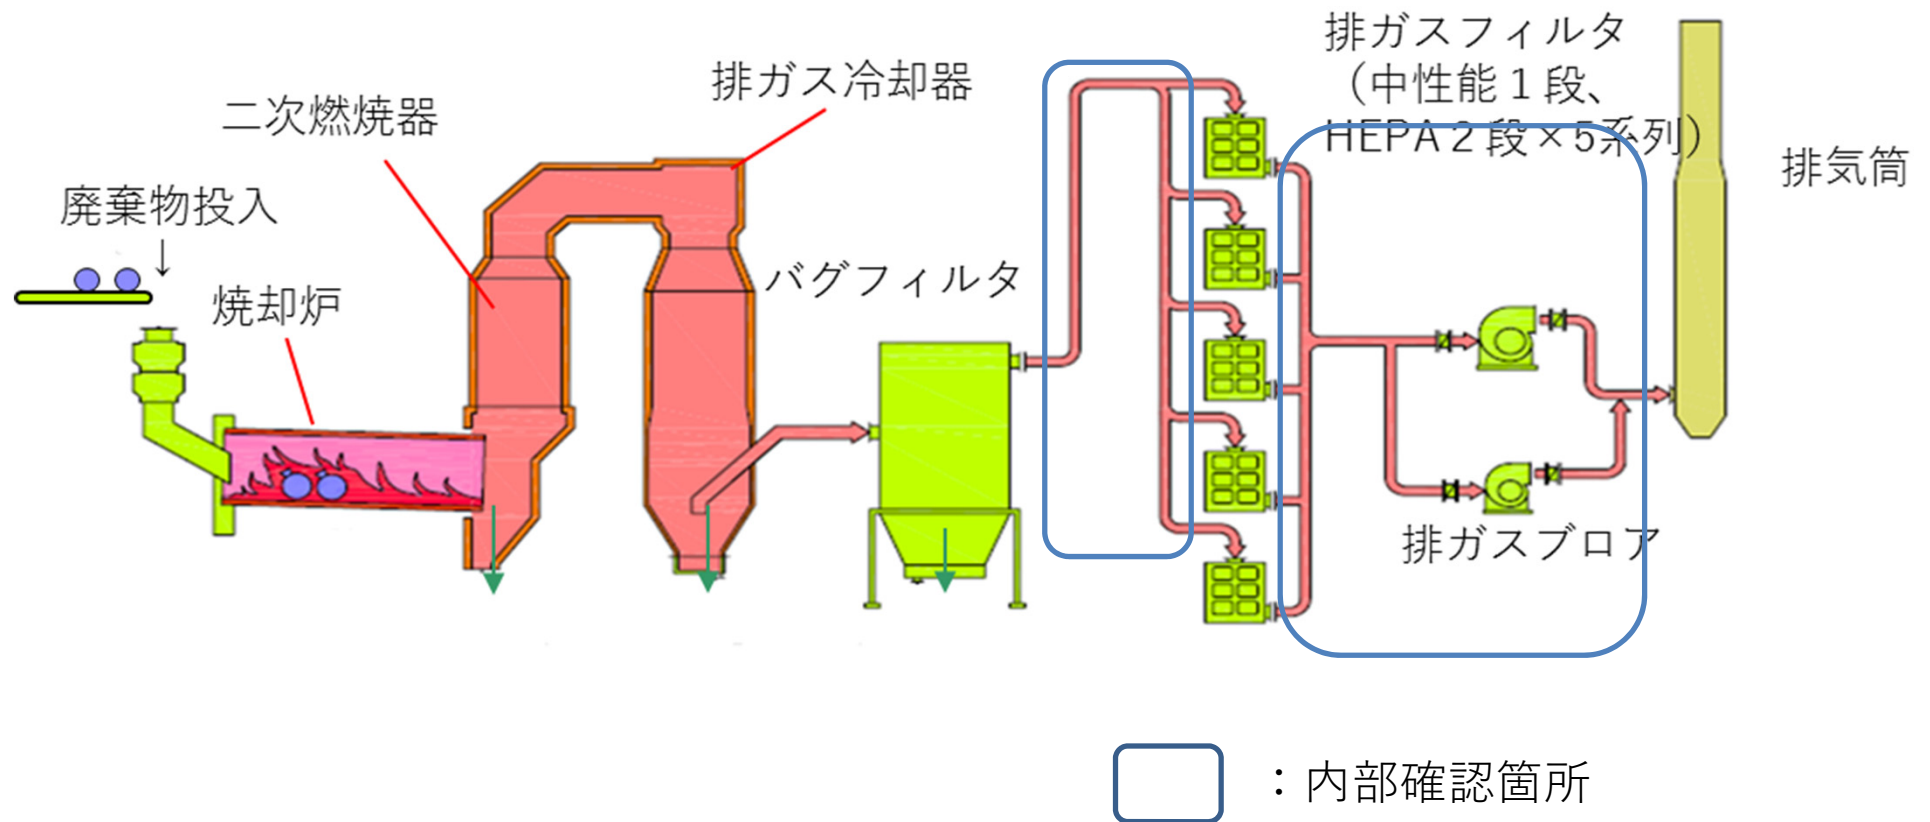 廃棄物投入
↓
焼却炉
二次燃焼器
排ガス冷却器
バグフィルタ
排ガスフィルタ
（中性能１段、
HEPA２段×5系列）
排ガスブロア
排気筒
：内部確認箇所